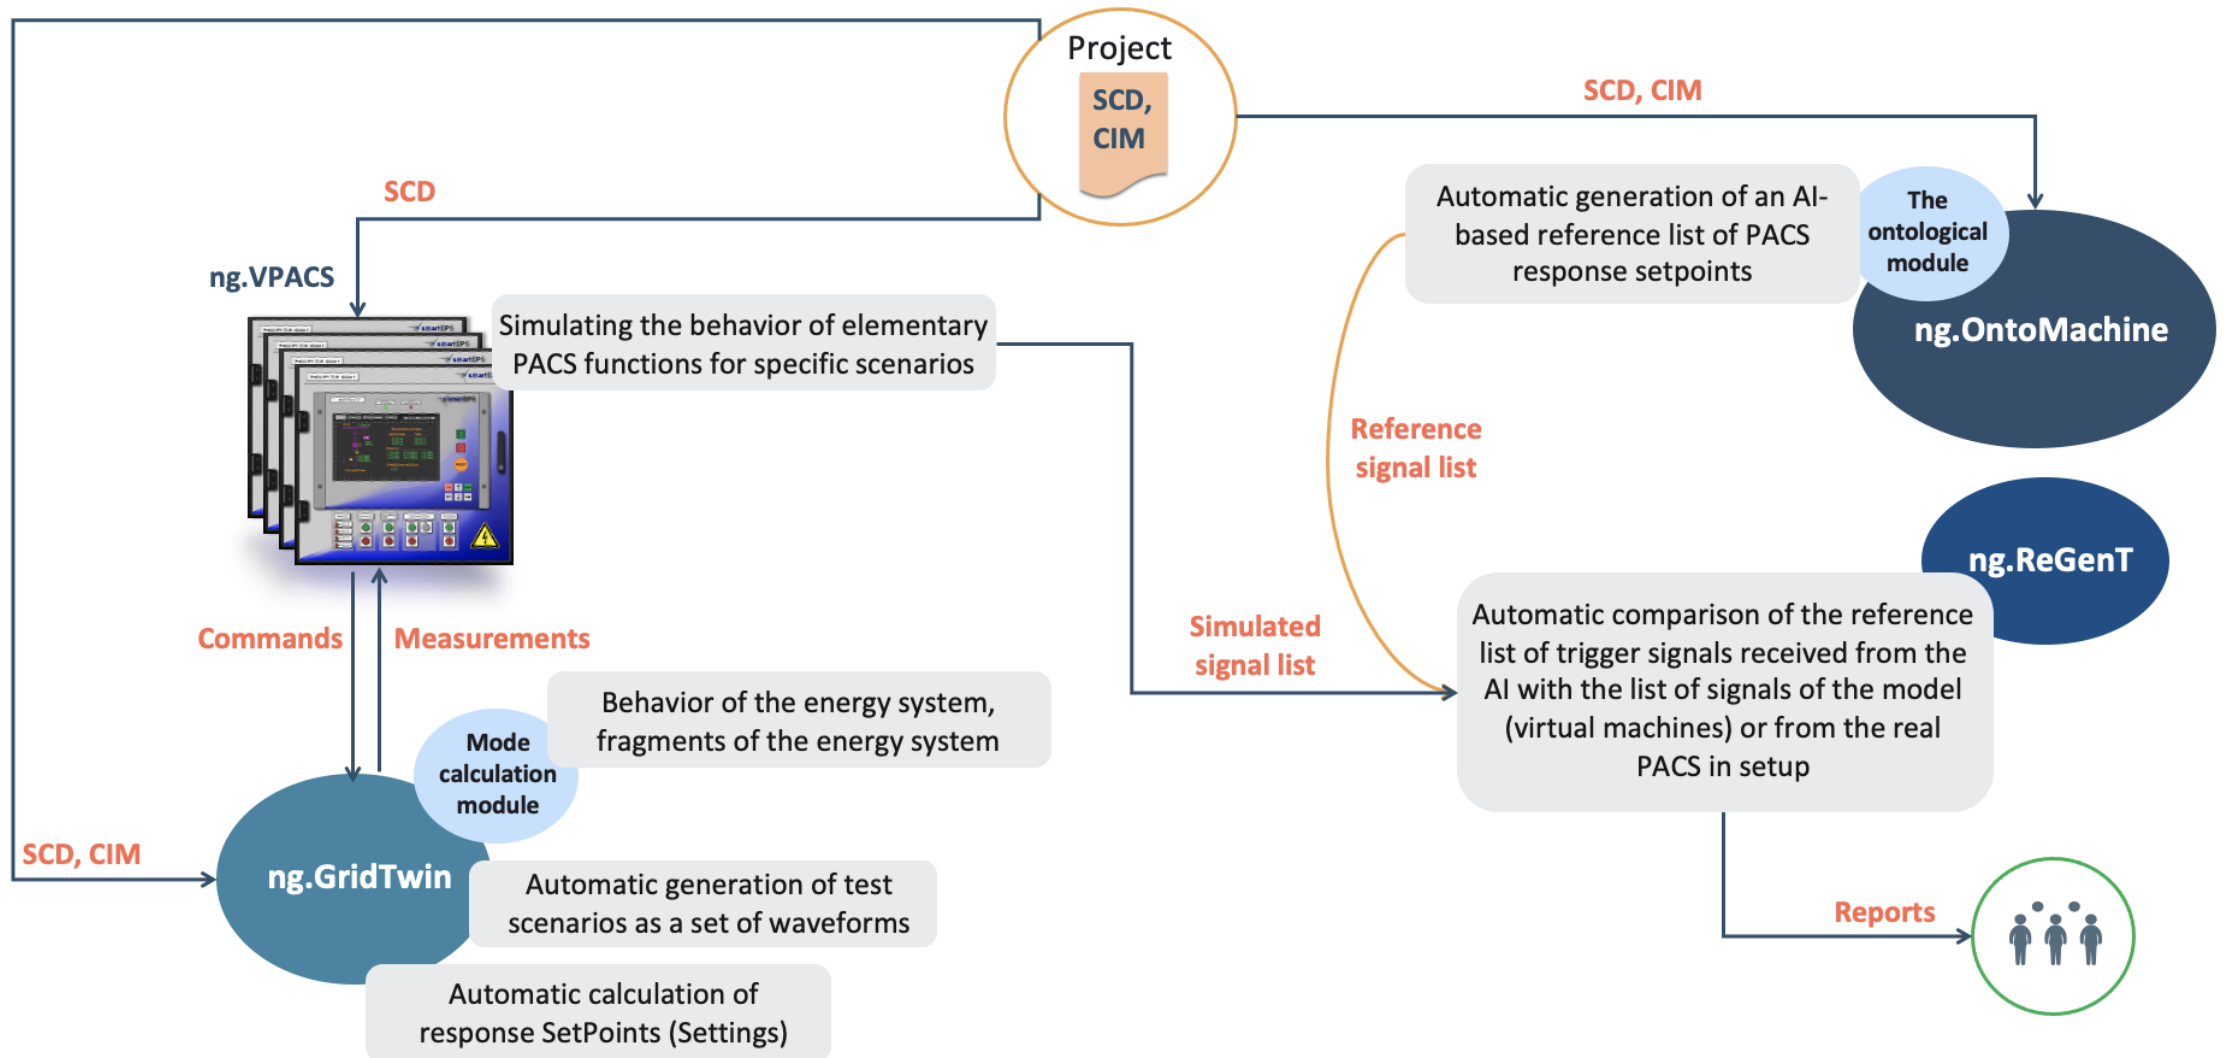 Project
SCD,
CIM
SCD, CIM
SCD
Automatic generation of an AI-
based reference list of PACS
response setpoints
The
ontological
module
ng.OntoMachine
ng.VPACS
Simulating the behavior of elementary
PACS functions for specific scenarios
Reference
signal list
ng.ReGenT
Automatic comparison of the reference
list of trigger signals received from the
AI with the list of signals of the model
(virtual machines) or from the real
PACS in setup
Simulated
signal list
Commands
Measurements
Behavior of the energy system,
fragments of the energy system
Mode
calculation
module
SCD, CIM
ng.GridTwin
Automatic generation of test
scenarios as a set of waveforms
Automatic calculation of
response SetPoints (Settings)
Reports